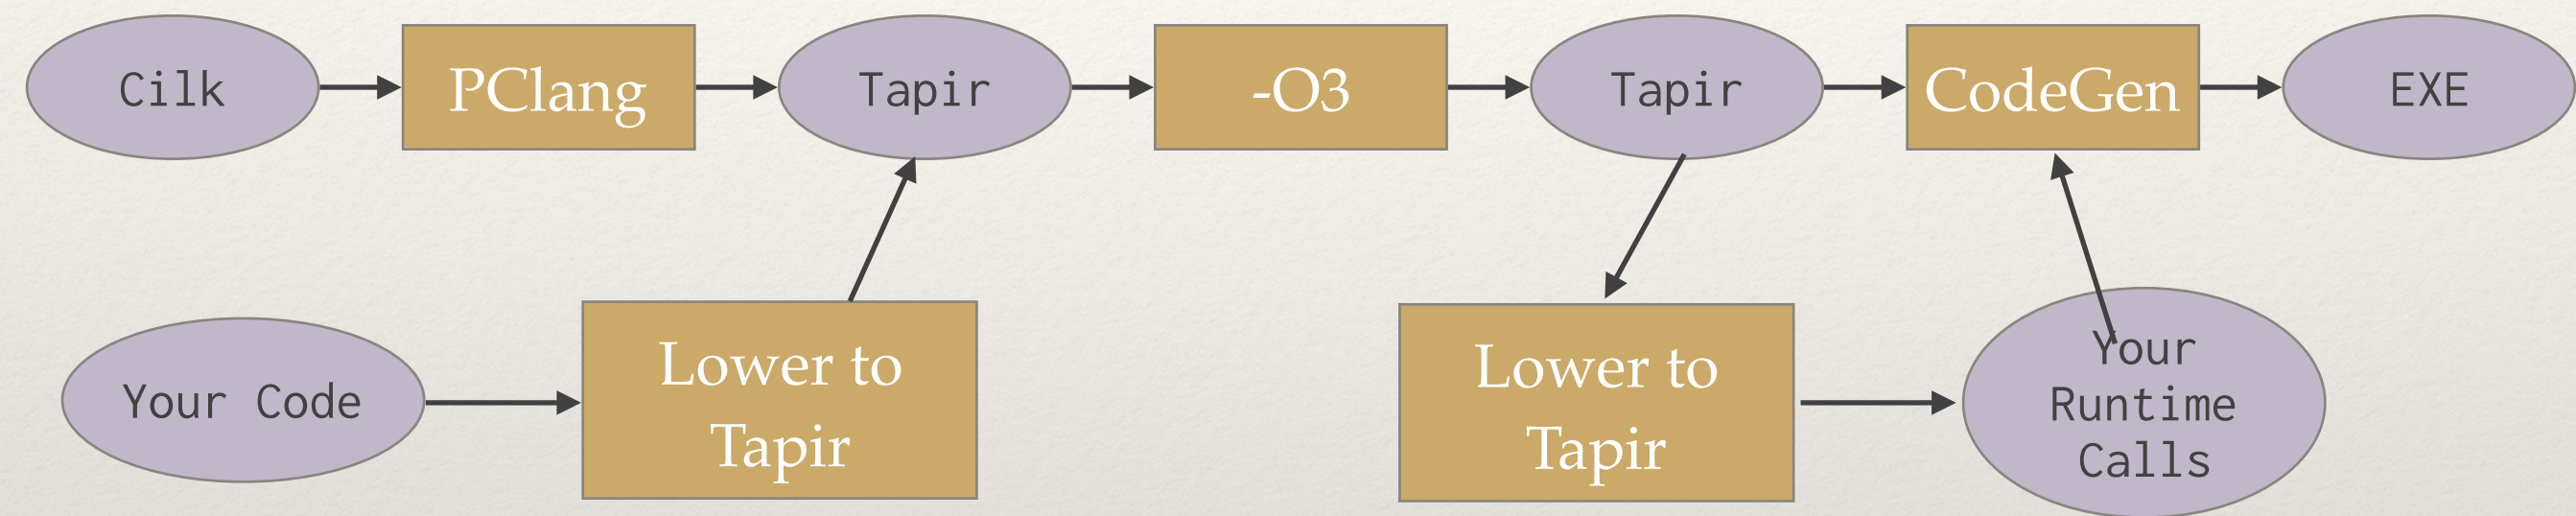 Cilk
PClang
Tapir
-O3
Tapir
CodeGen
EXE
Your Code
Lower to
Tapir
Lower to
Tapir
Your
Runtime
Calls